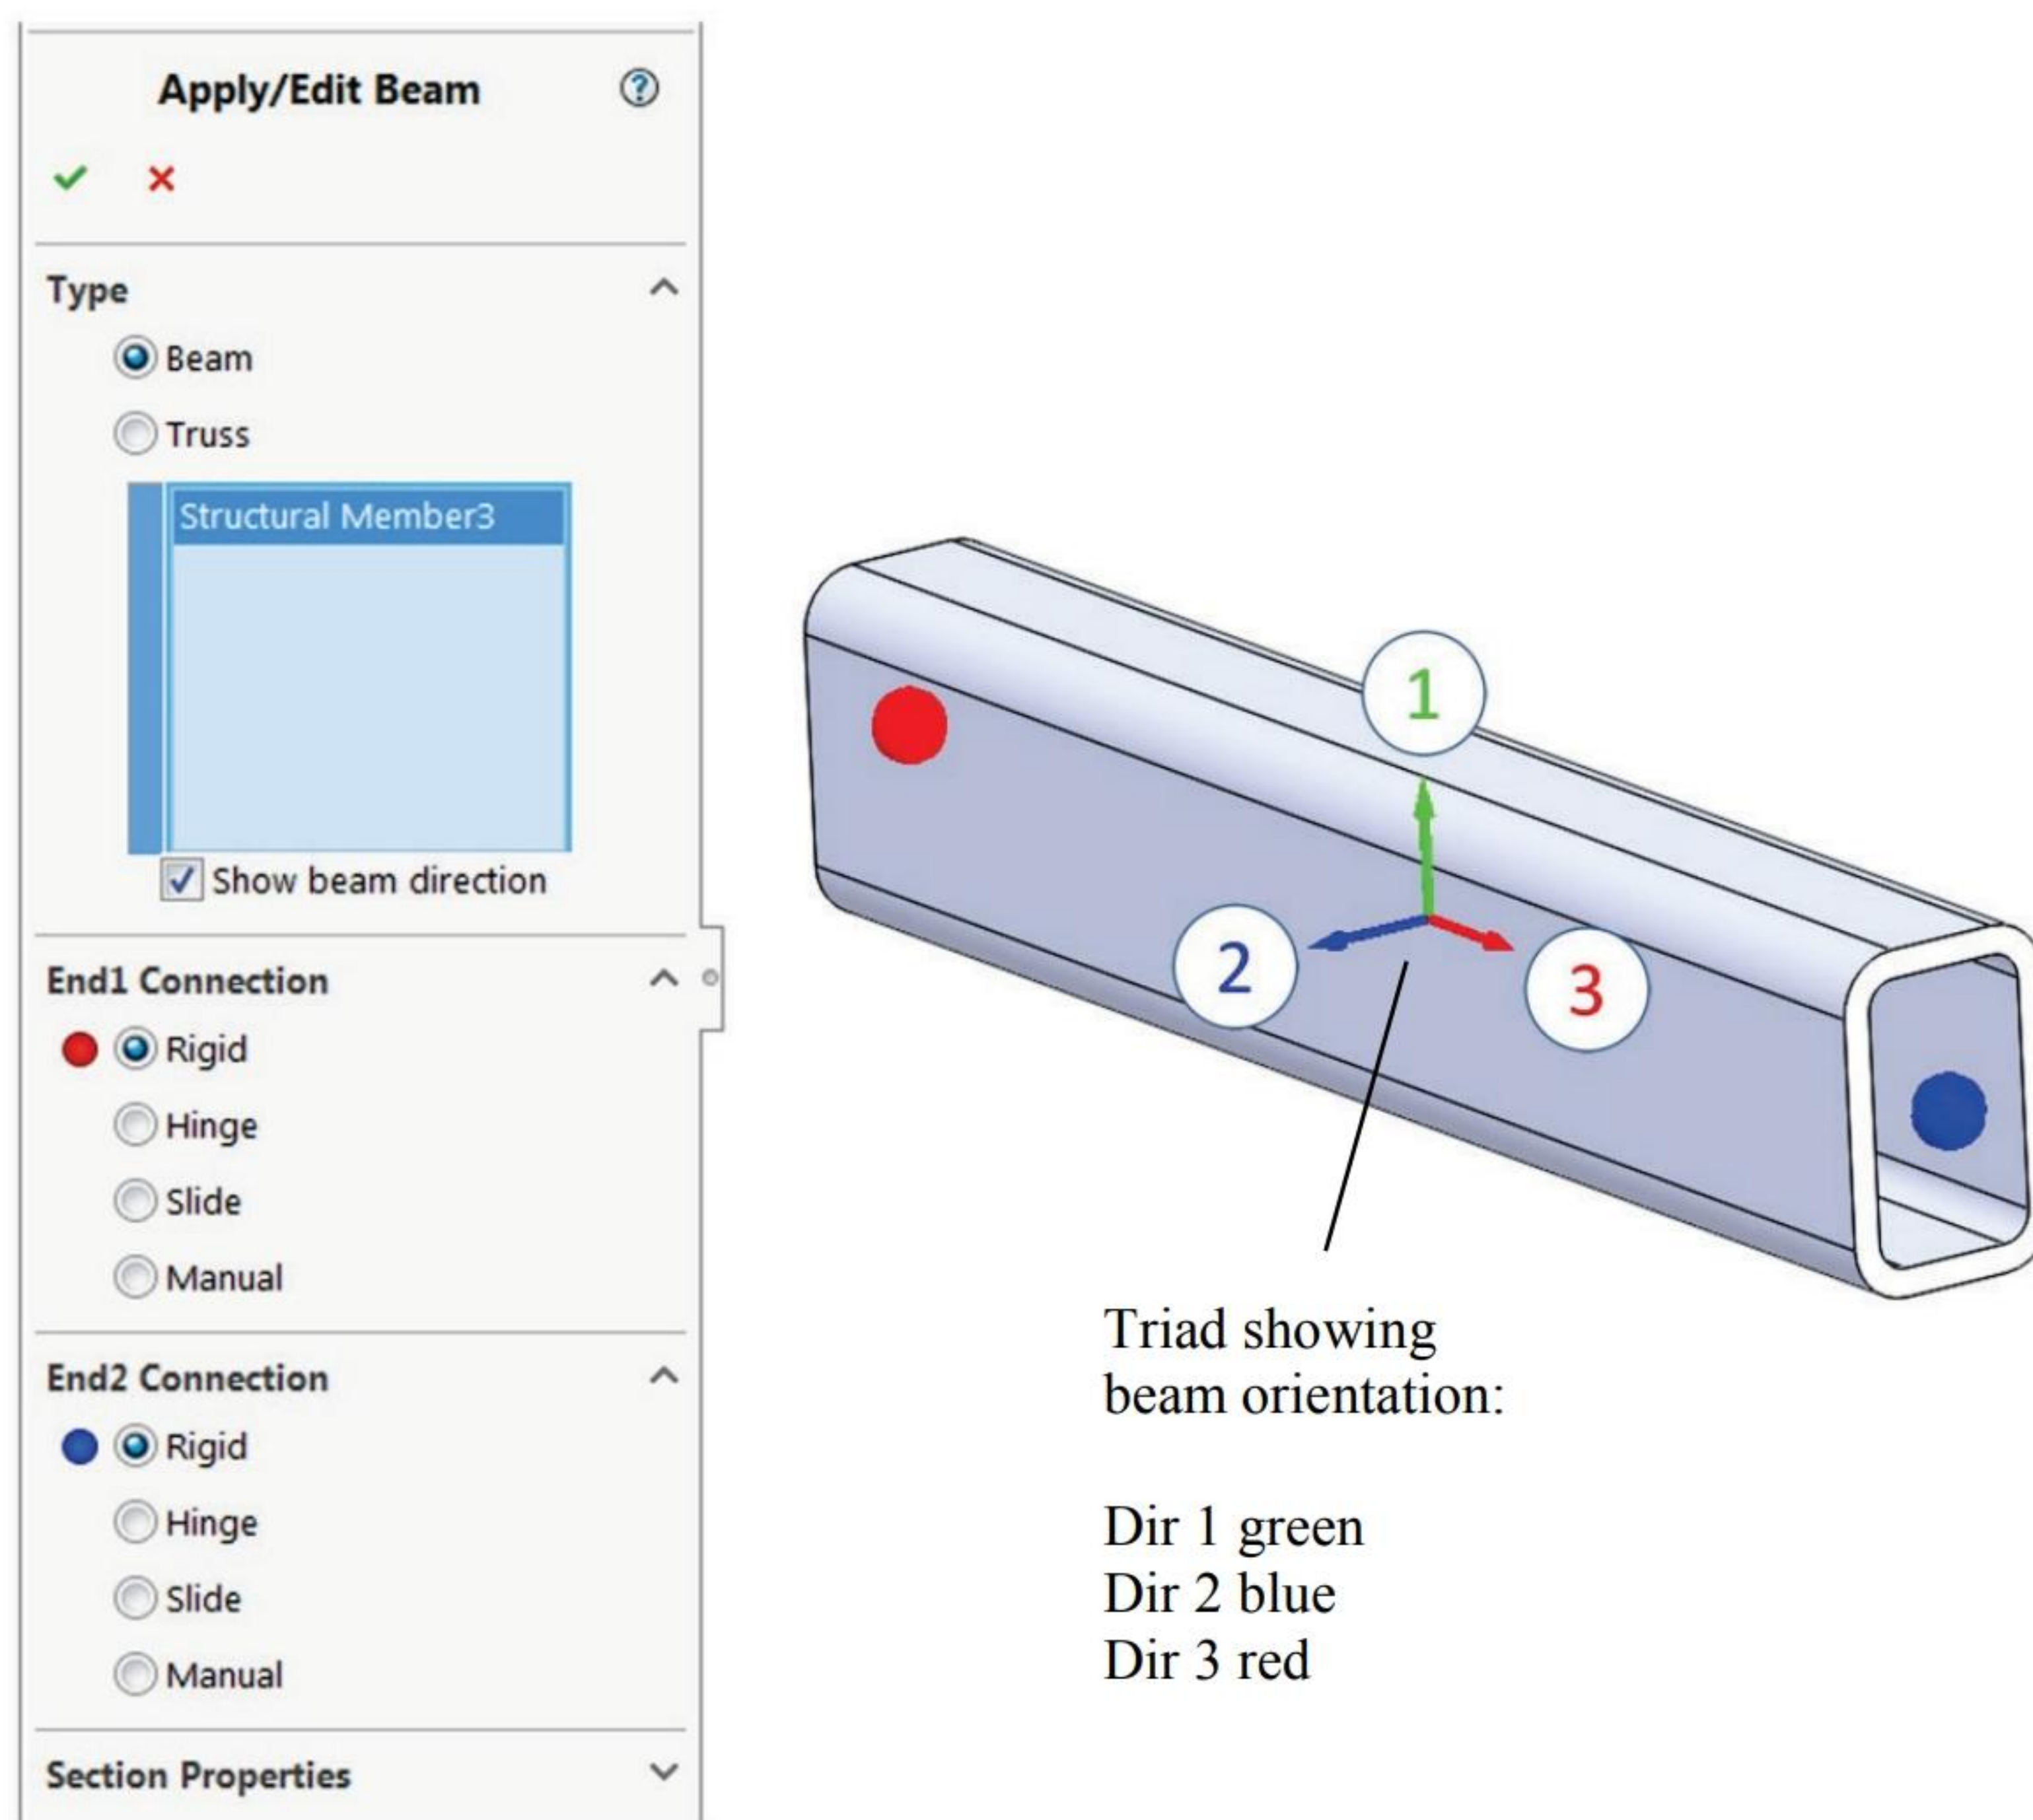 Apply/Edit Beam
?
Type
Beam
Truss
Structural Member3
Show beam direction
End1 Connection
Rigid
Hinge
Slide
Manual
End2 Connection
Rigid
Hinge
Slide
Manual
Section Properties
1
2
3
Triad showing
beam orientation:
Dir 1 green
Dir 2 blue
Dir 3 red